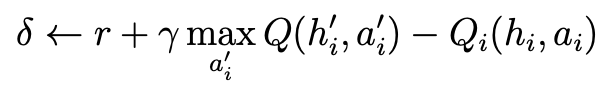 δ ← r + γ max_{a'_i} Q(h'_i, a'_i) − Q_i(h_i, a_i)